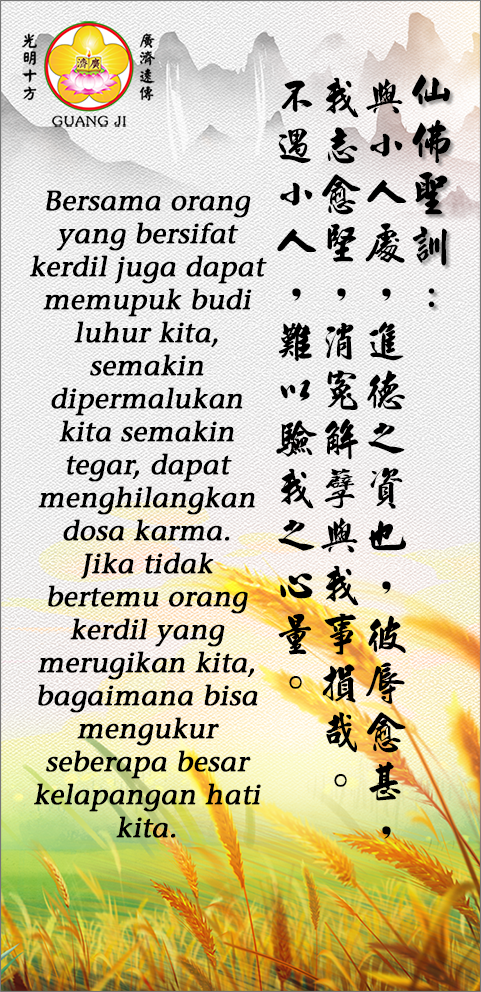 光明十方
廣濟
廣濟遠傳
GUANG JI
仙佛聖訓：
與小人處，進德之資也，彼辱愈甚，
我志愈堅，消冤解孽與我事損哉。
不遇小人，難以驗我之心量。
Bersama orang
yang bersifat
kerdil juga dapat
memupuk budi
luhur kita,
semakin
dipermalukan
kita semakin
tegar, dapat
menghilangkan
dosa karma.
Jika tidak
bertemu orang
kerdil yang
merugikan kita,
bagaimana bisa
mengukur
seberapa besar
kelapangan hati
kita.